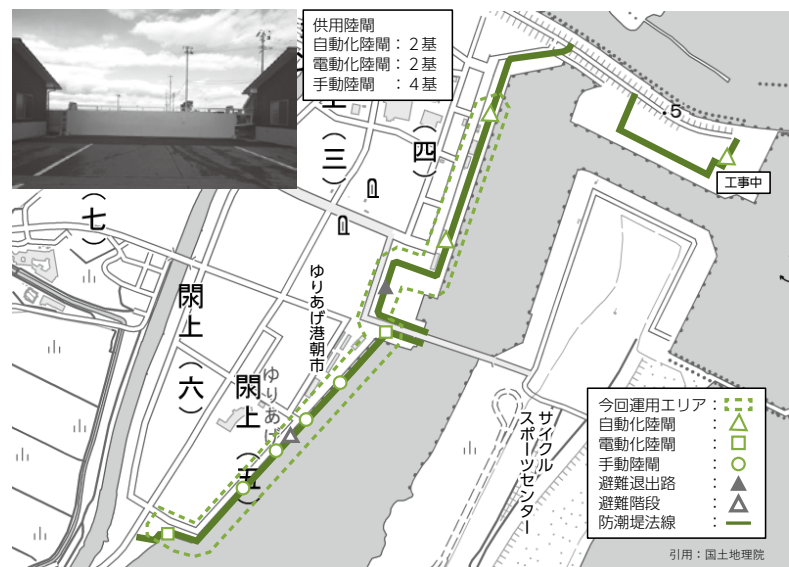 供用陸閘
自動化陸閘：２基
電動化陸閘：２基
手動陸閘　：４基
（三）
（四）
・5
工事中
（七）
ゆりあげ港朝市
閖上（六）
閖上（五）
ゆりあげ
サイクル
スポーツセンター
今回運用エリア：
自動化陸閘　　：
電動化陸閘　　：
手動陸閘　　　：
避難退出路　　：
避難階段　　　：
防潮堤法線　　：
引用：国土地理院